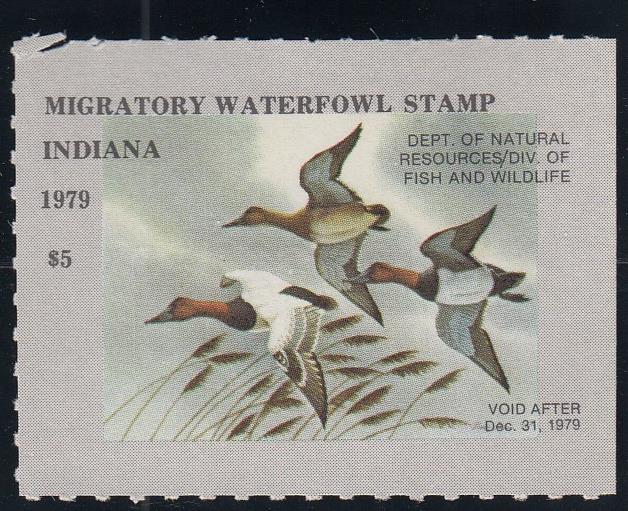 MIGRATORY WATERFOWL STAMP
INDIANA
DEPT. OF NATURAL
RESOURCES/DIV. OF
FISH AND WILDLIFE
1979
$5
VOID AFTER
Dec. 31, 1979